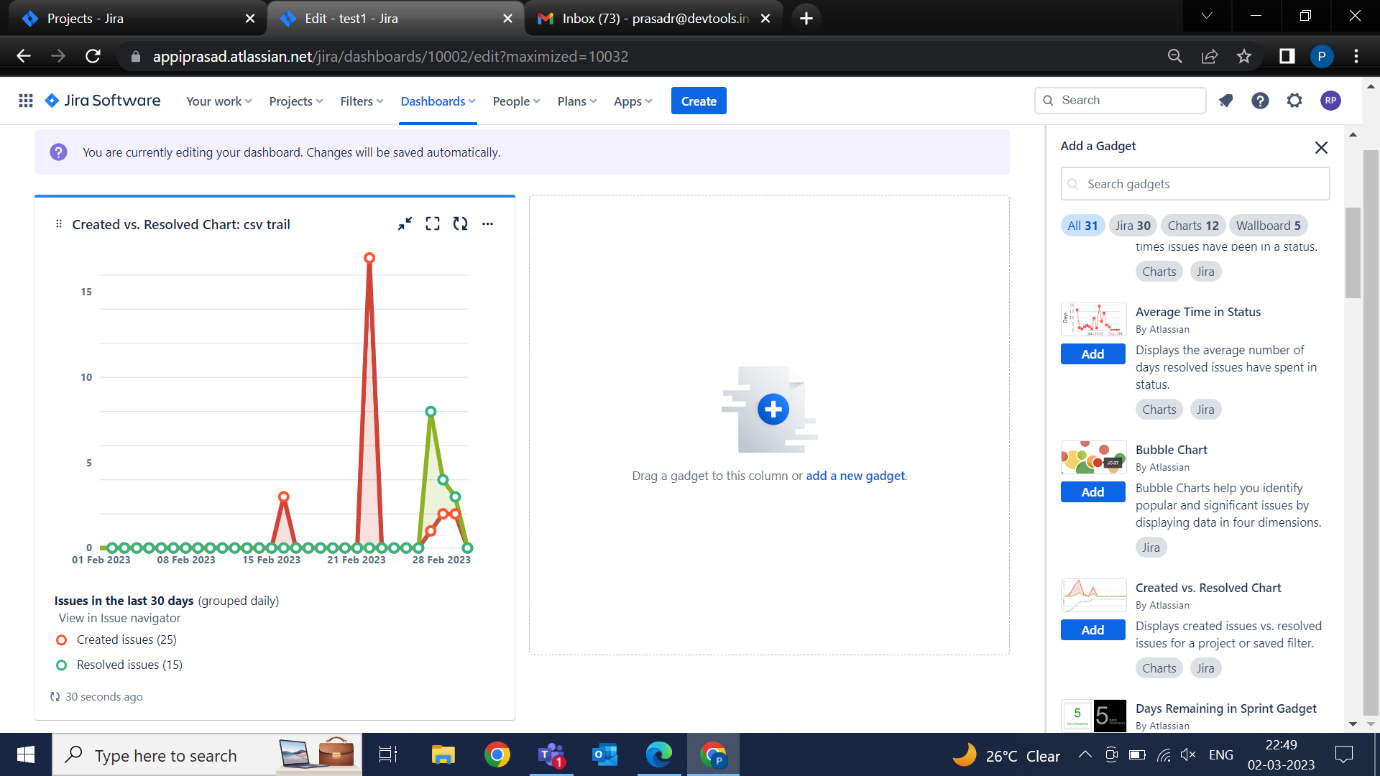 Projects - Jira
Edit - test1 - Jira
Inbox (73) - prasadr@devtools.in
appiprasad.atlassian.net/jira/dashboards/10002/edit?maximized=10032
P
Jira Software
Your work
Projects
Filters
Dashboards
People
Plans
Apps
Create
Search
RP
You are currently editing your dashboard. Changes will be saved automatically.
Created vs. Resolved Chart: csv trail
15
10
5
0
01 Feb 2023
08 Feb 2023
15 Feb 2023
21 Feb 2023
28 Feb 2023
Issues in the last 30 days (grouped daily)
View in Issue navigator
Created issues (25)
Resolved issues (15)
30 seconds ago
Drag a gadget to this column or add a new gadget.
Add a Gadget
Search gadgets
All 31
Jira 30
Charts 12
Wallboard 5
times issues have been in a status.
Charts
Jira
Average Time in Status
By Atlassian
Add
Displays the average number of
days resolved issues have spent in
status.
Charts
Jira
Bubble Chart
By Atlassian
Add
Bubble Charts help you identify
popular and significant issues by
displaying data in four dimensions.
Jira
Created vs. Resolved Chart
By Atlassian
Add
Displays created issues vs. resolved
issues for a project or saved filter.
Charts
Jira
5
5
Days Remaining in Sprint Gadget
By Atlassian
Type here to search
1
P
26°C Clear
ENG
22:49
02-03-2023